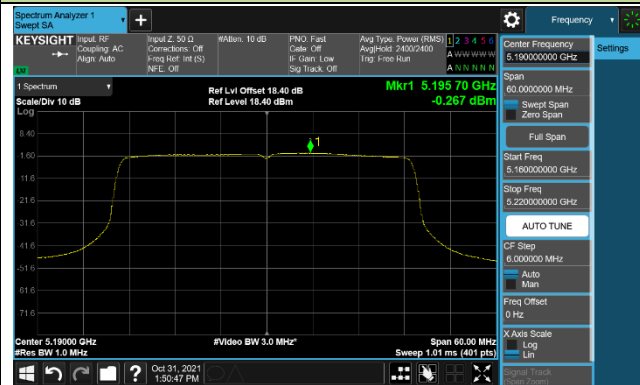 Spectrum Analyzer 1
Swept SA
Frequency
KEYSIGHT
Input: RF
Coupling: AC
Align: Auto
Input Z: 50 Ω
Corrections: Off
Freq Ref: Int (S)
NFE: Off
#Atten: 10 dB
PNO: Fast
Gate: Off
IF Gain: Low
Sig Track: Off
Avg Type: Power (RMS)
Avg|Hold: 2400/2400
Trig: Free Run
1 2 3 4 5 6
A W W W W W
A N N N N N
LNI
Center Frequency
5.190000000 GHz
Settings
Span
60.0000000 MHz
Swept Span
Zero Span
Full Span
Start Freq
5.160000000 GHz
Stop Freq
5.220000000 GHz
AUTO TUNE
CF Step
6.000000 MHz
Auto
Man
Freq Offset
0 Hz
X Axis Scale
Log
Lin
Signal Track
(Span Zoom)
1 Spectrum
Scale/Div 10 dB
Log
Ref Lvl Offset 18.40 dB
Ref Level 18.40 dBm
Mkr1 5.195 70 GHz
-0.267 dBm
8.40
-1.60
-11.6
-21.6
-31.6
-41.6
-51.6
-61.6
-71.6
1
Center 5.19000 GHz
#Res BW 1.0 MHz
#Video BW 3.0 MHz*
Span 60.00 MHz
Sweep 1.01 ms (401 pts)
?
Oct 31, 2021
1:50:47 PM